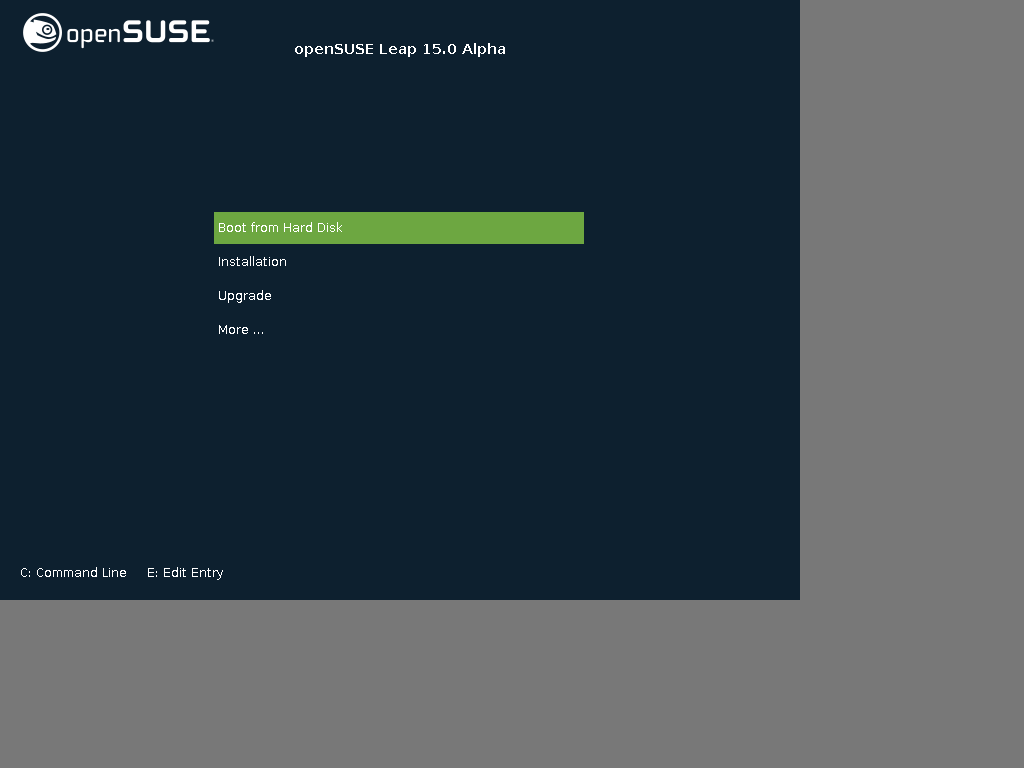 openSUSE.
openSUSE Leap 15.0 Alpha
Boot from Hard Disk
Installation
Upgrade
More ...
C: Command Line E: Edit Entry